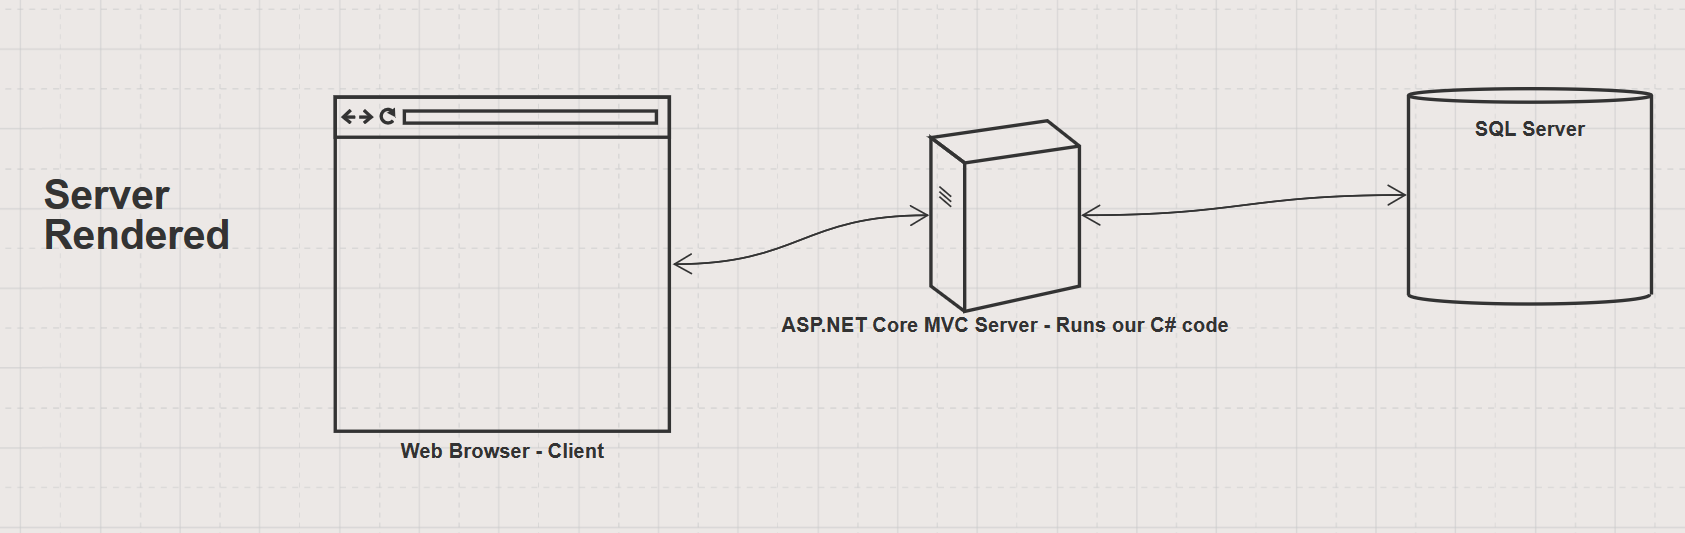 Server
Rendered
Web Browser - Client
ASP.NET Core MVC Server - Runs our C# code
SQL Server